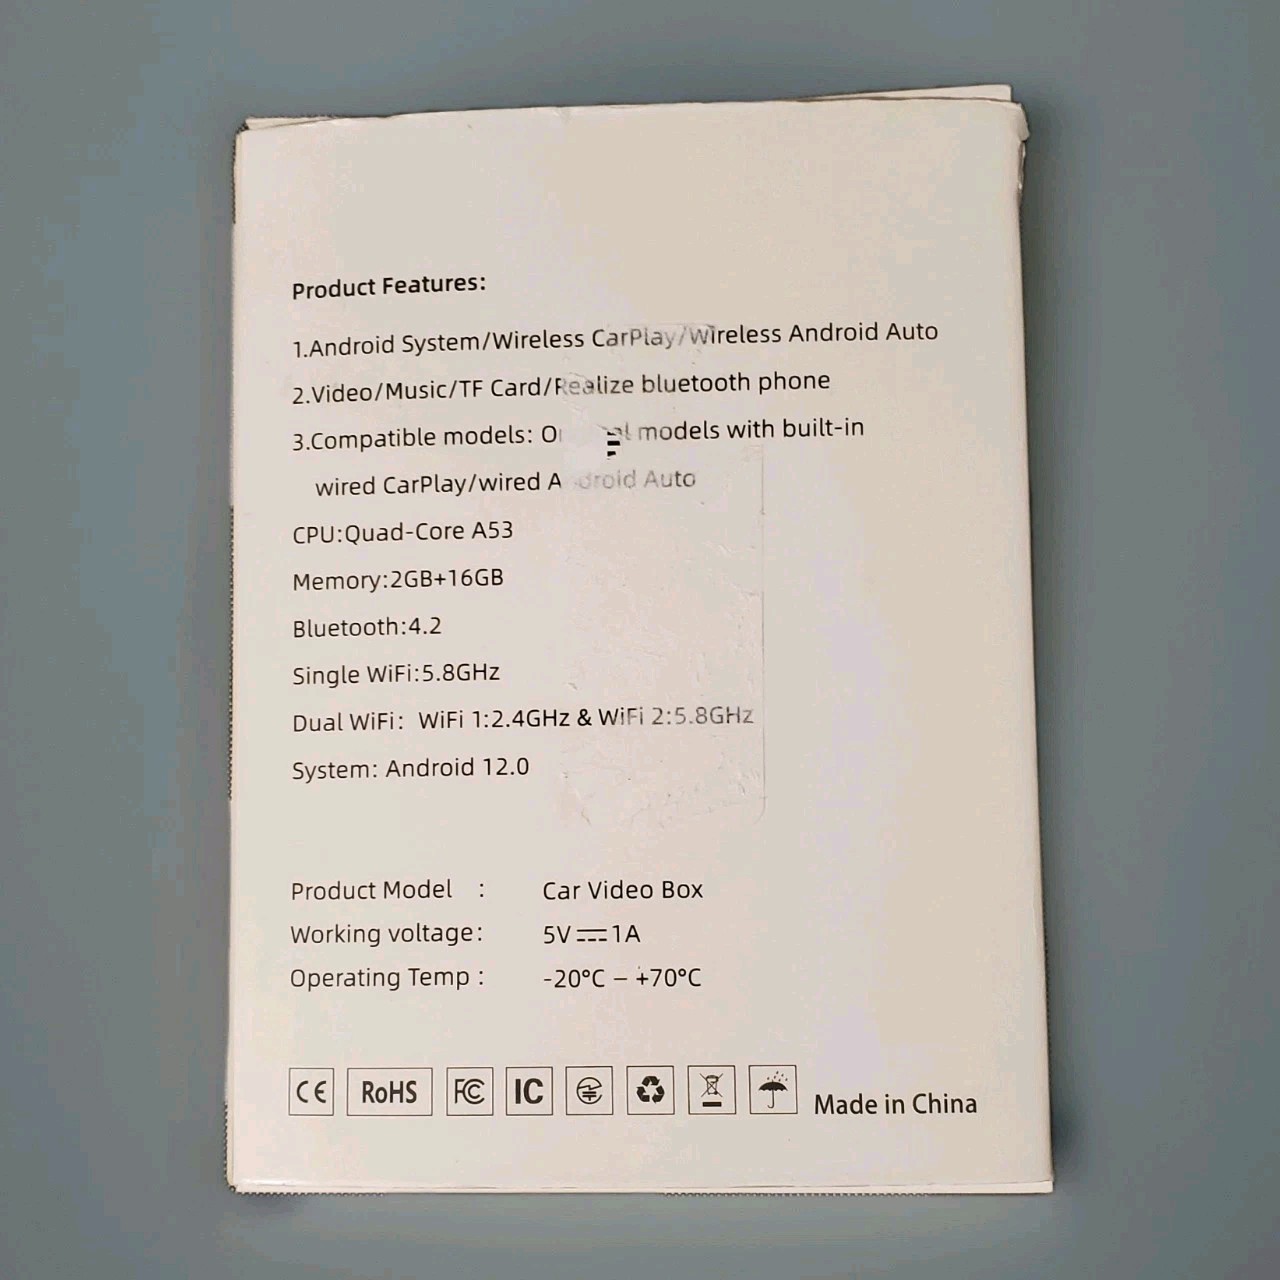 Product Features:
1.Android System/Wireless CarPlay/Wireless Android Auto
2.Video/Music/TF Card/Realize bluetooth phone
3.Compatible models: models with built-in
wired CarPlay/wired Android Auto
CPU:Quad-Core A53
Memory:2GB+16GB
Bluetooth:4.2
Single WiFi:5.8GHz
Dual WiFi: WiFi 1:2.4GHz & WiFi 2:5.8GHz
System: Android 12.0
Product Model : Car Video Box
Working voltage: 5V⎓1A
Operating Temp : -20°C – +70°C
CE RoHS FC IC Made in China